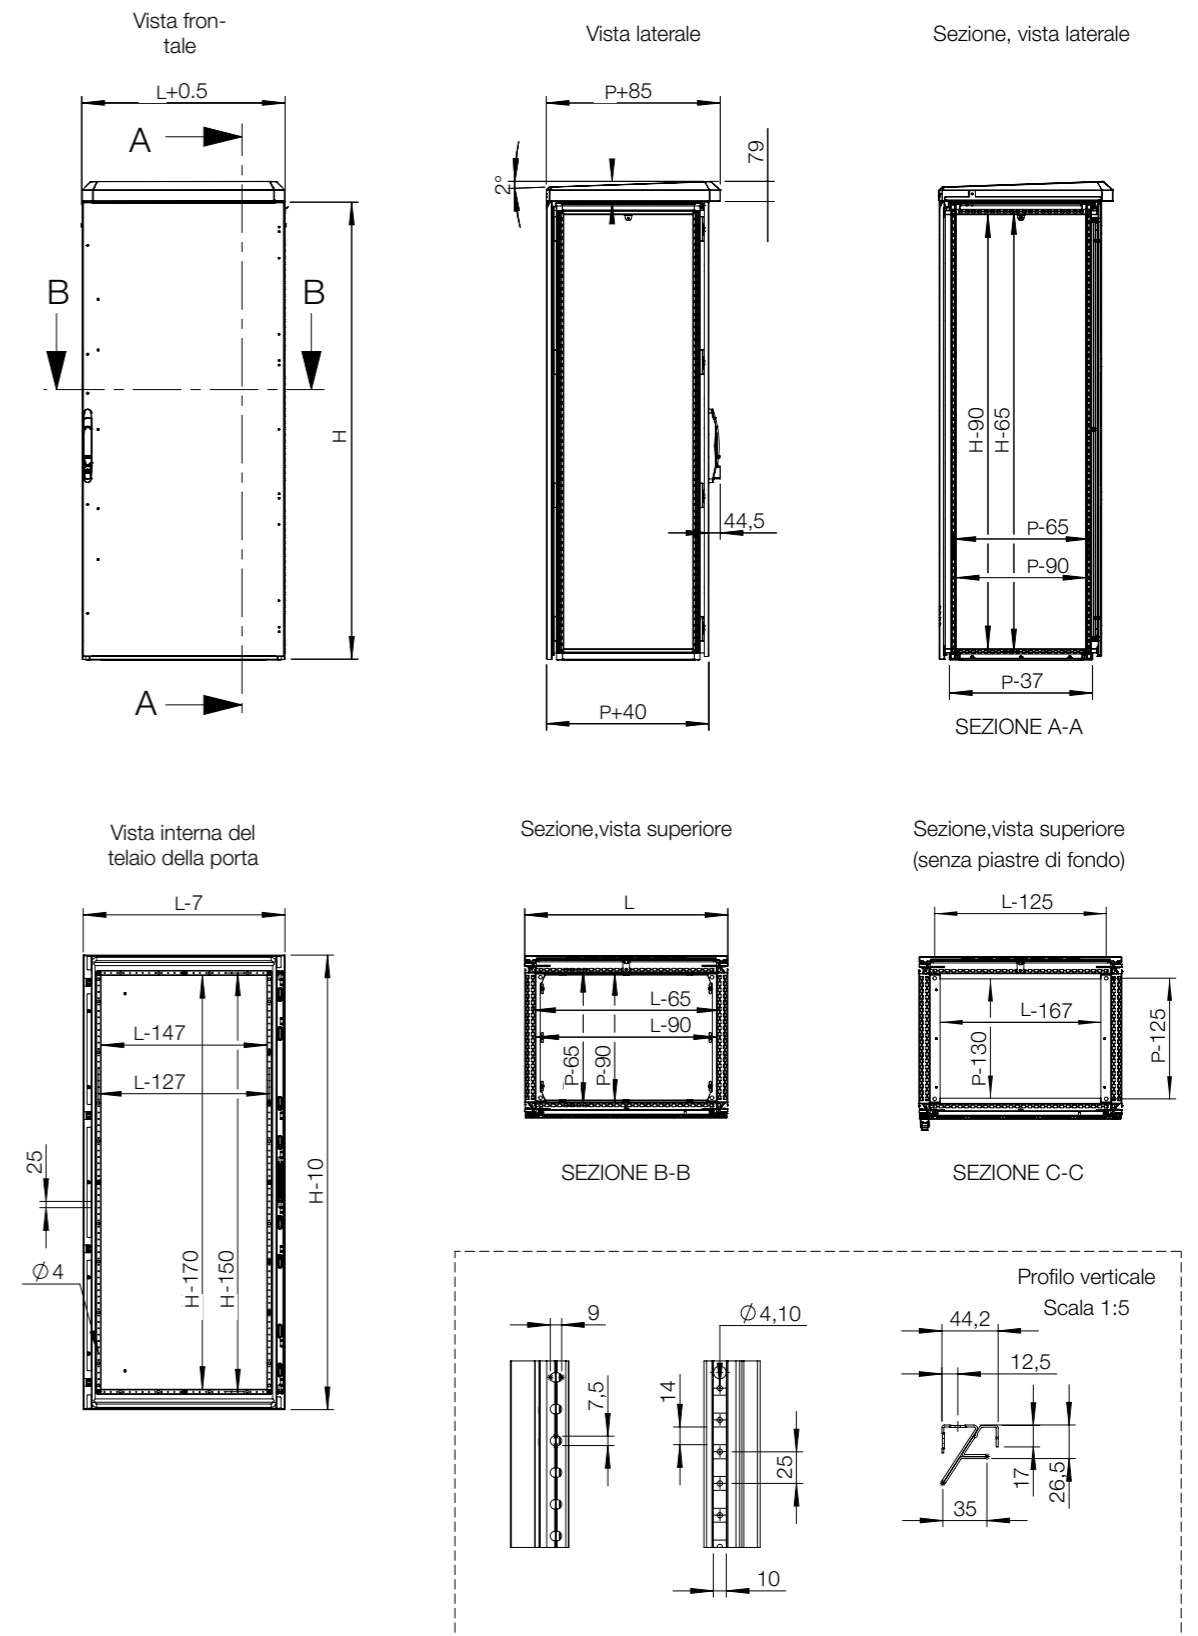 Vista fron-
tale
Vista laterale
Sezione, vista laterale
L+0.5
A
B
B
H
A
P+85
2°
79
44,5
P+40
H-90
H-65
P-65
P-90
P-37
SEZIONE A-A
Vista interna del
telaio della porta
L-7
L-147
L-127
25
Ø4
H-170
H-150
H-10
Sezione,vista superiore
L
L-65
L-90
P-65
P-90
SEZIONE B-B
Sezione,vista superiore
(senza piastre di fondo)
L-125
L-167
P-130
P-125
SEZIONE C-C
Profilo verticale
Scala 1:5
9
7,5
Ø4,10
14
25
10
44,2
12,5
17
26,5
35